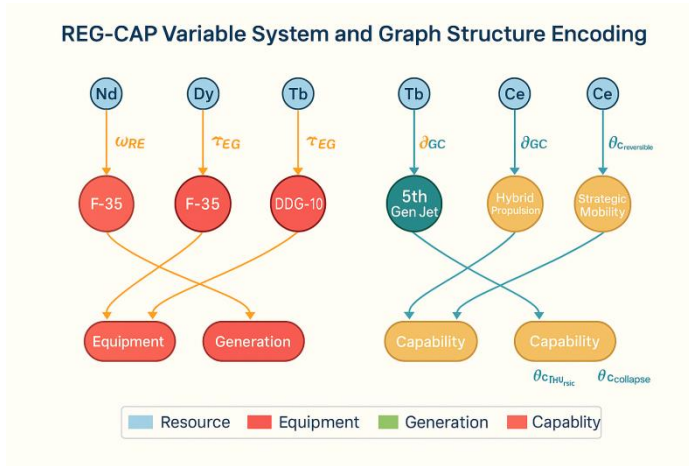 REG-CAP Variable System and Graph Structure Encoding
Nd Dy Tb Tb Ce Ce
ωRE τEG τEG ∂GC ∂GC θCreversible
F-35 F-35 DDG-10 5th Gen Jet Hybrid Propulsion Strategic Mobility
Equipment Generation Capability Capability
θCTHUrsic θCcollapse
Resource Equipment Generation Capablity